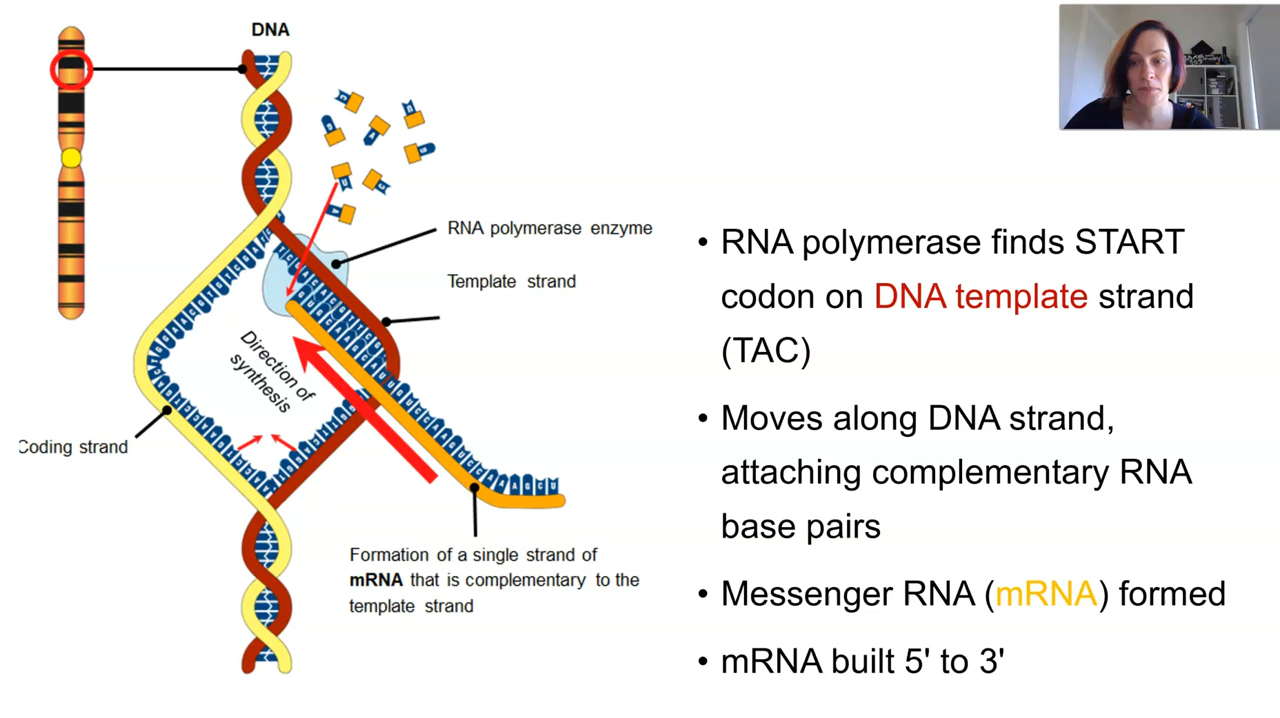 DNA
RNA polymerase enzyme
Template strand
Direction of
synthesis
Coding strand
Formation of a single strand of
mRNA that is complementary to the
template strand
• RNA polymerase finds START
codon on DNA template strand
(TAC)
• Moves along DNA strand,
attaching complementary RNA
base pairs
• Messenger RNA (mRNA) formed
• mRNA built 5' to 3'